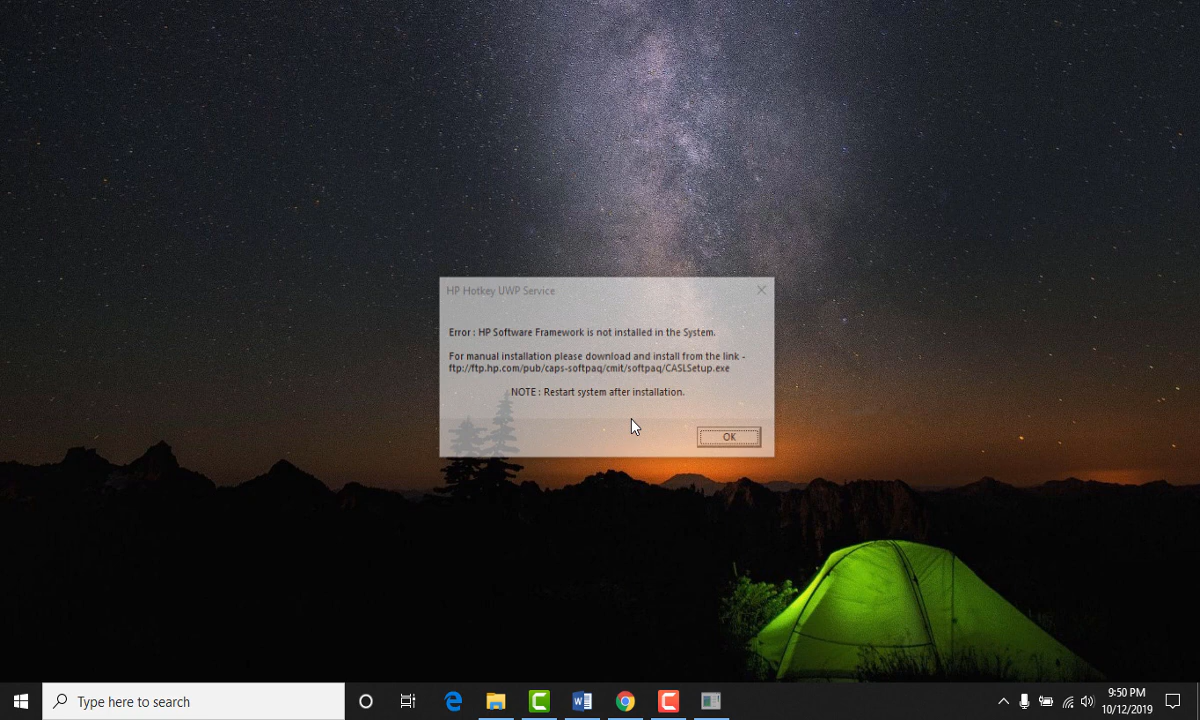 HP Hotkey UWP Service
Error : HP Software Framework is not installed in the System.
For manual installation please download and install from the link -
ftp://ftp.hp.com/pub/caps-softpaq/cmit/softpaq/CASLSetup.exe
NOTE : Restart system after installation.
OK
Type here to search
9:50 PM
10/12/2019